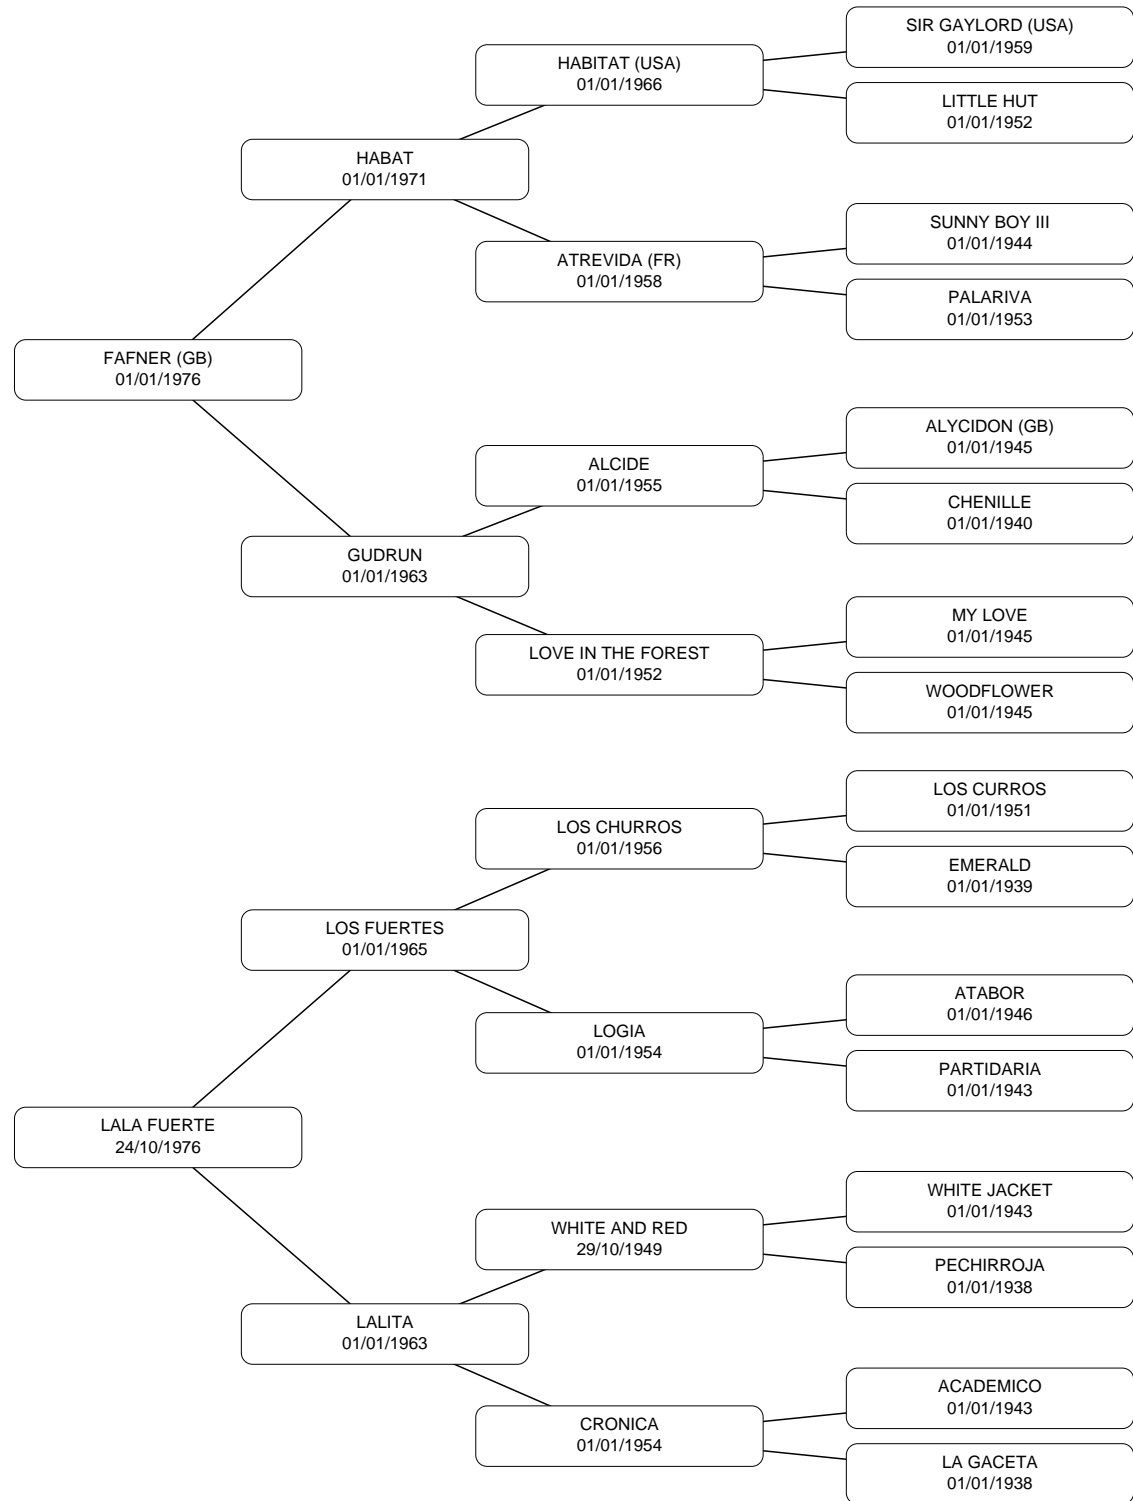 SIR GAYLORD (USA)
01/01/1959
HABITAT (USA)
01/01/1966
LITTLE HUT
01/01/1952
HABAT
01/01/1971
SUNNY BOY III
01/01/1944
ATREVIDA (FR)
01/01/1958
PALARIVA
01/01/1953
FAFNER (GB)
01/01/1976
ALYCIDON (GB)
01/01/1945
ALCIDE
01/01/1955
CHENILLE
01/01/1940
GUDRUN
01/01/1963
MY LOVE
01/01/1945
LOVE IN THE FOREST
01/01/1952
WOODFLOWER
01/01/1945
LOS CURROS
01/01/1951
LOS CHURROS
01/01/1956
EMERALD
01/01/1939
LOS FUERTES
01/01/1965
ATABOR
01/01/1946
LOGIA
01/01/1954
PARTIDARIA
01/01/1943
LALA FUERTE
24/10/1976
WHITE JACKET
01/01/1943
WHITE AND RED
29/10/1949
PECHIRROJA
01/01/1938
LALITA
01/01/1963
ACADEMICO
01/01/1943
CRONICA
01/01/1954
LA GACETA
01/01/1938